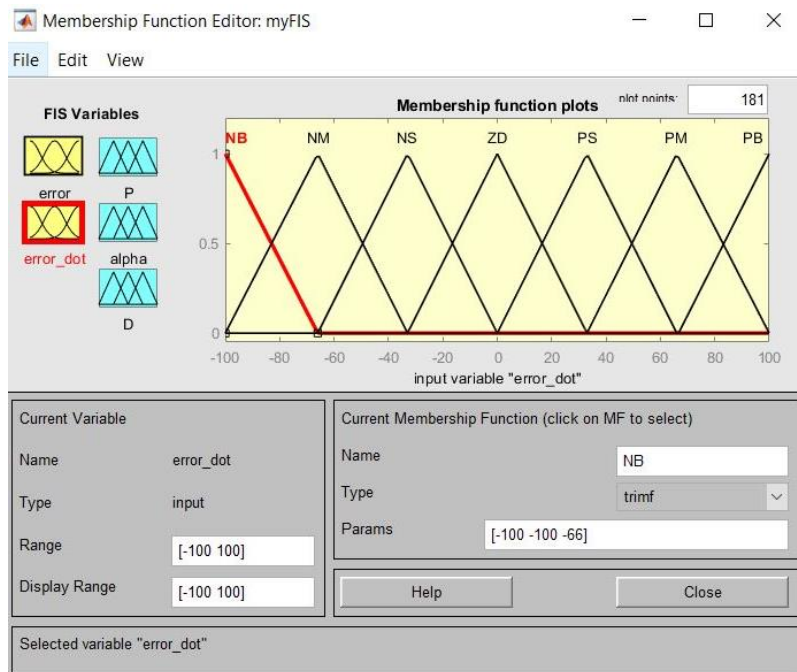 Membership Function Editor: myFIS
File Edit View
FIS Variables
error
P
error_dot
alpha
D
Membership function plots
plot points:
181
NB NM NS ZD PS PM PB
1
0.5
0
-100 -80 -60 -40 -20 0 20 40 60 80 100
input variable "error_dot"
Current Variable
Name error_dot
Type input
Range [-100 100]
Display Range [-100 100]
Current Membership Function (click on MF to select)
Name NB
Type trimf
Params [-100 -100 -66]
Help Close
Selected variable "error_dot"